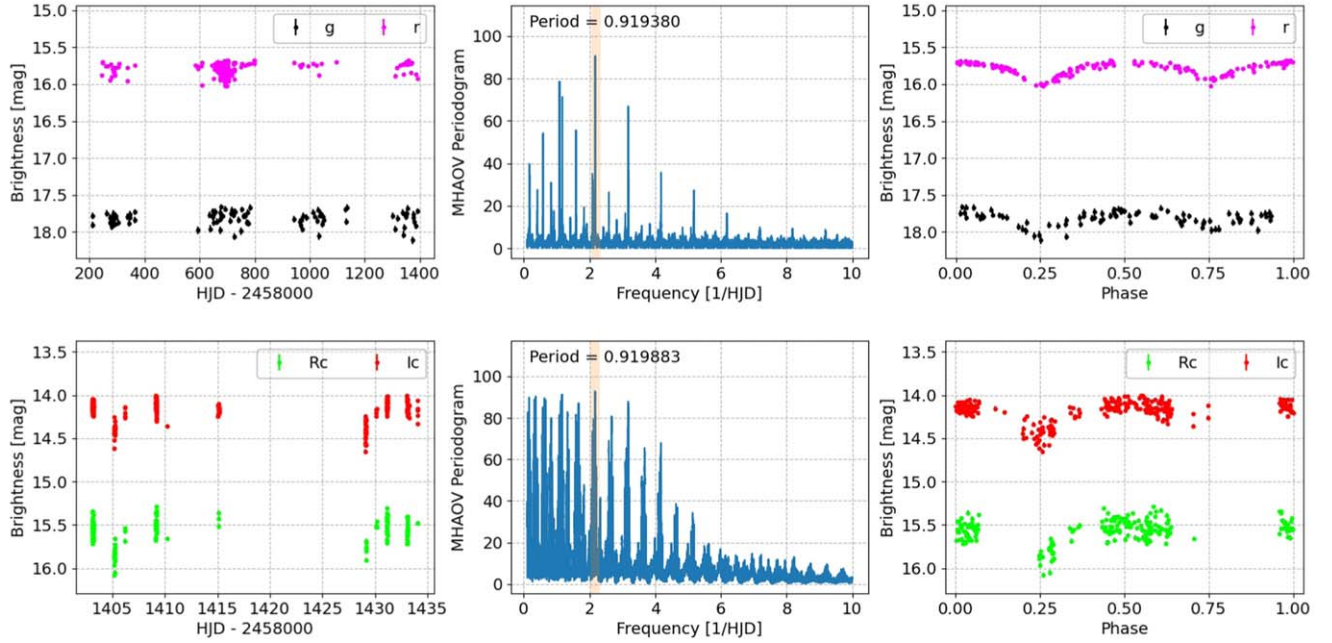 g r
15.0
15.5
16.0
16.5
17.0
17.5
18.0
Brightness [mag]
200 400 600 800 1000 1200 1400
HJD - 2458000
Period = 0.919380
100
80
60
40
20
0
MHAOV Periodogram
0 2 4 6 8 10
Frequency [1/HJD]
g r
15.0
15.5
16.0
16.5
17.0
17.5
18.0
Brightness [mag]
0.00 0.25 0.50 0.75 1.00
Phase
Rc Ic
13.5
14.0
14.5
15.0
15.5
16.0
Brightness [mag]
1405 1410 1415 1420 1425 1430 1435
HJD - 2458000
Period = 0.919883
100
80
60
40
20
0
MHAOV Periodogram
0 2 4 6 8 10
Frequency [1/HJD]
Rc Ic
13.5
14.0
14.5
15.0
15.5
16.0
Brightness [mag]
0.00 0.25 0.50 0.75 1.00
Phase